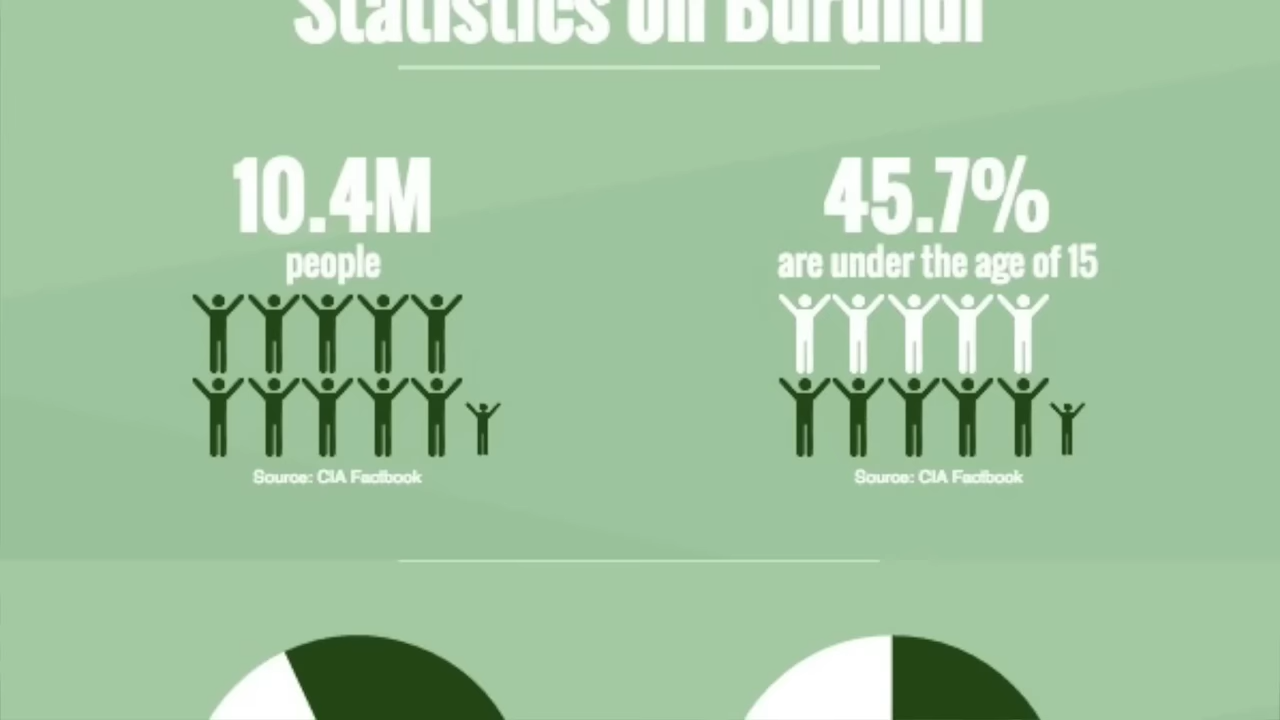 Statistics on Burundi
10.4M
people
Source: CIA Factbook
45.7%
are under the age of 15
Source: CIA Factbook